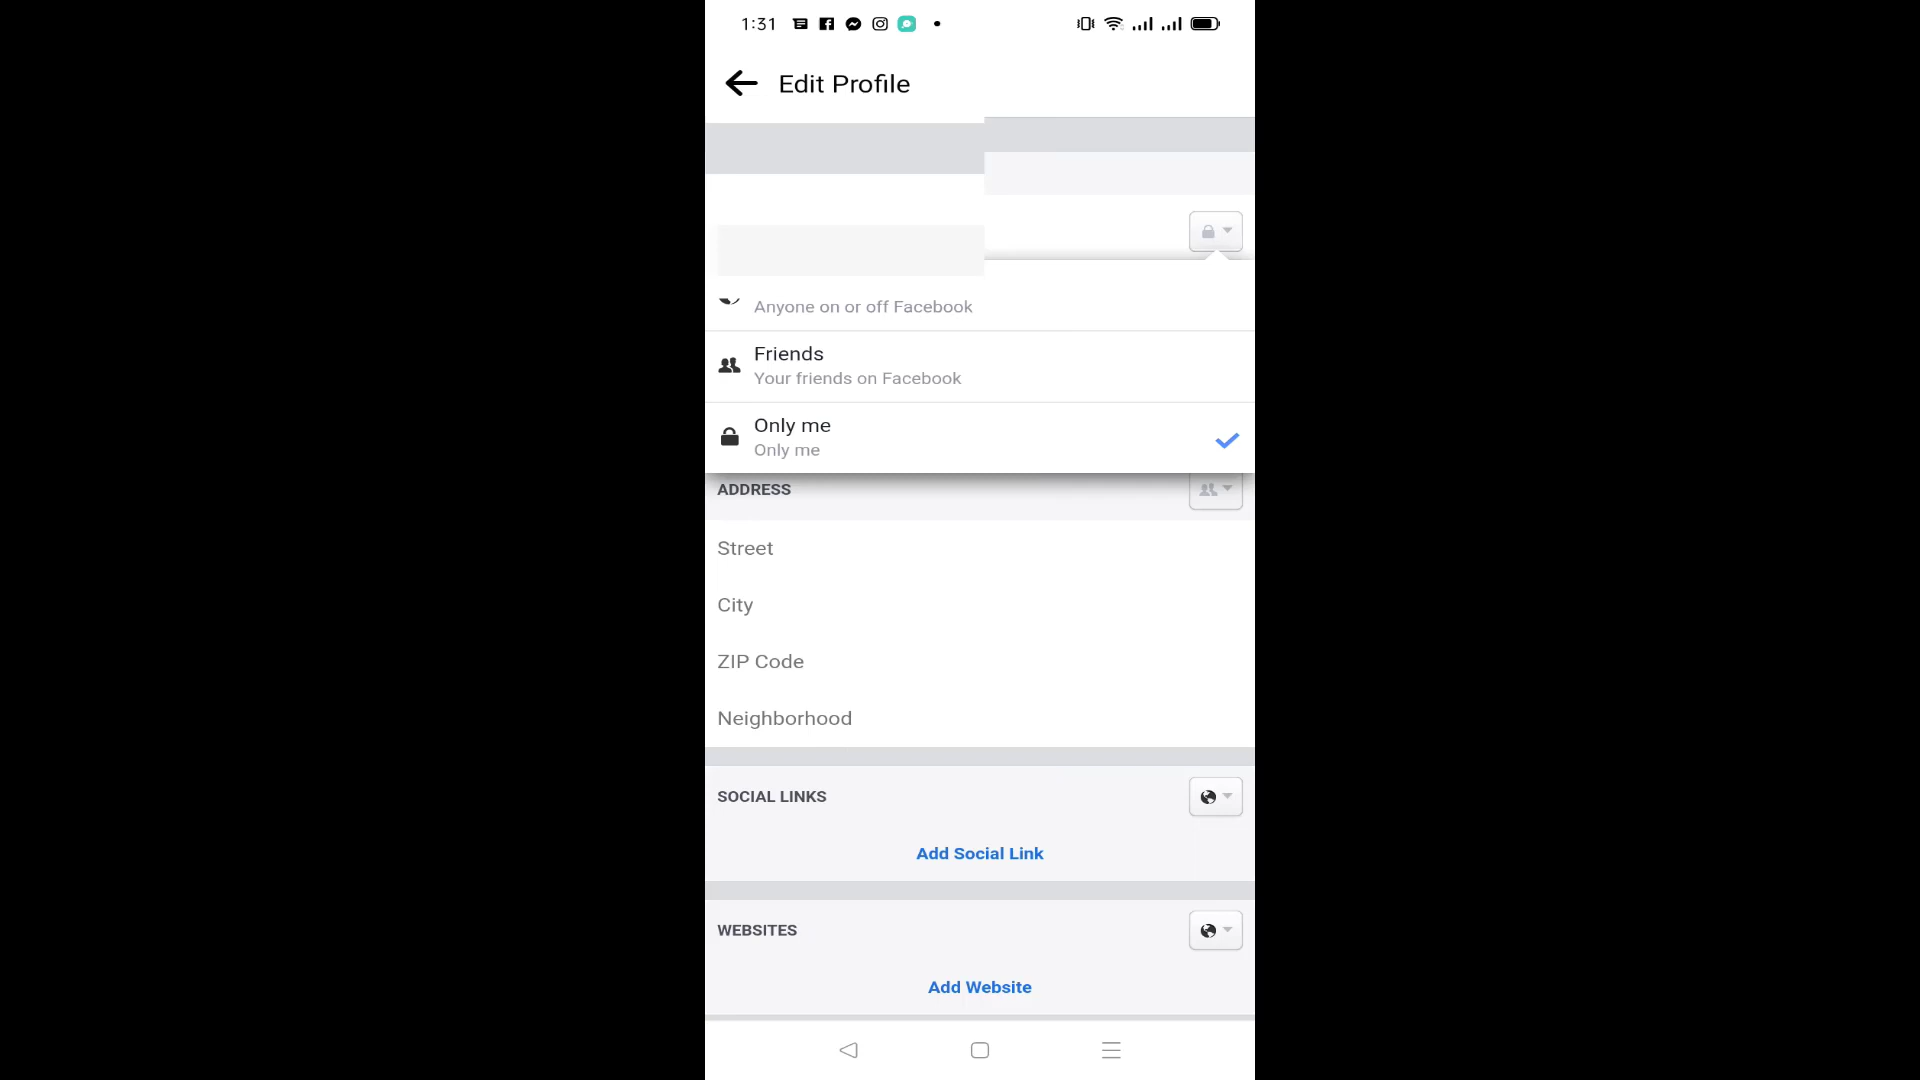 1:31
Edit Profile
Anyone on or off Facebook
Friends
Your friends on Facebook
Only me
Only me
ADDRESS
Street
City
ZIP Code
Neighborhood
SOCIAL LINKS
Add Social Link
WEBSITES
Add Website